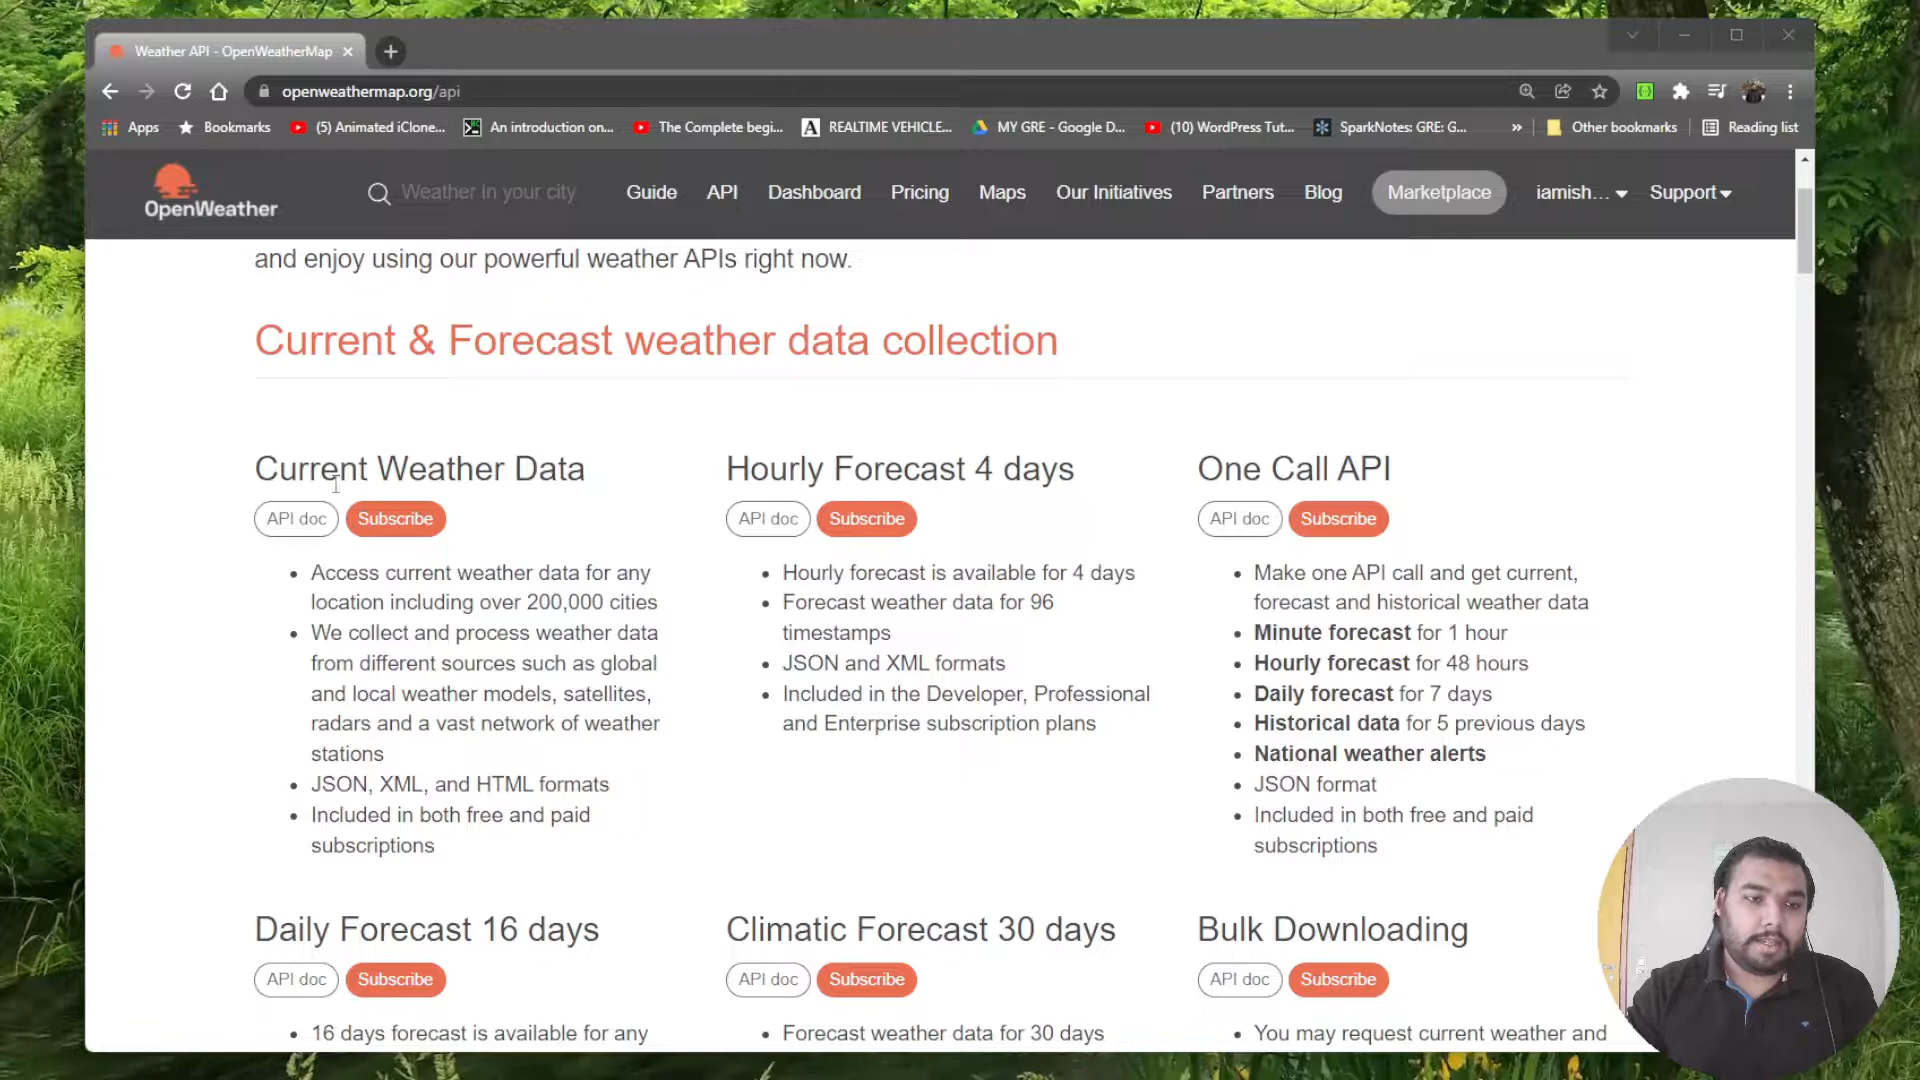 Weather API - OpenWeatherMap
openweathermap.org/api
Apps
Bookmarks
(5) Animated iClone...
An introduction on...
The Complete begi...
REALTIME VEHICLE...
MY GRE - Google D...
(10) WordPress Tut...
SparkNotes: GRE: G...
»
Other bookmarks
Reading list
OpenWeather
Weather in your city
Guide
API
Dashboard
Pricing
Maps
Our Initiatives
Partners
Blog
Marketplace
iamish...
Support
and enjoy using our powerful weather APIs right now.
Current & Forecast weather data collection
Current Weather Data
API doc
Subscribe
• Access current weather data for any
location including over 200,000 cities
• We collect and process weather data
from different sources such as global
and local weather models, satellites,
radars and a vast network of weather
stations
• JSON, XML, and HTML formats
• Included in both free and paid
subscriptions
Hourly Forecast 4 days
API doc
Subscribe
• Hourly forecast is available for 4 days
• Forecast weather data for 96
timestamps
• JSON and XML formats
• Included in the Developer, Professional
and Enterprise subscription plans
One Call API
API doc
Subscribe
• Make one API call and get current,
forecast and historical weather data
• Minute forecast for 1 hour
• Hourly forecast for 48 hours
• Daily forecast for 7 days
• Historical data for 5 previous days
• National weather alerts
• JSON format
• Included in both free and paid
subscriptions
Daily Forecast 16 days
API doc
Subscribe
• 16 days forecast is available for any
Climatic Forecast 30 days
API doc
Subscribe
• Forecast weather data for 30 days
Bulk Downloading
API doc
Subscribe
• You may request current weather and